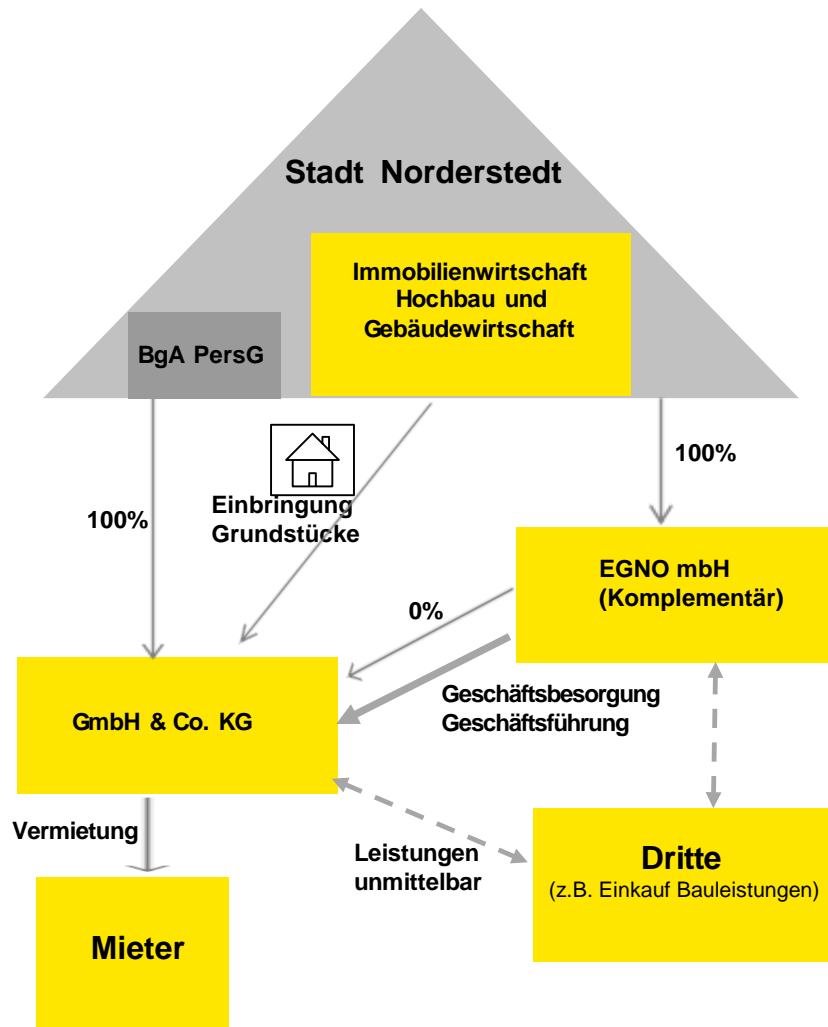 Stadt Norderstedt
Immobilienwirtschaft
Hochbau und
Gebäudewirtschaft
BgA PersG
100%
Einbringung
Grundstücke
100%
EGNO mbH
(Komplementär)
0%
GmbH & Co. KG
Geschäftsbesorgung
Geschäftsführung
Vermietung
Leistungen
unmittelbar
Dritte
(z.B. Einkauf Bauleistungen)
Mieter